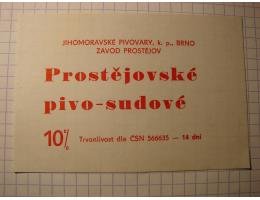 JIHOMORAVSKÉ PIVOVARY, k. p., BRNO
ZÁVOD PROSTĚJOV
Prostějovské
pivo-sudové
10% Trvanlivost dle ČSN 566635 — 14 dní